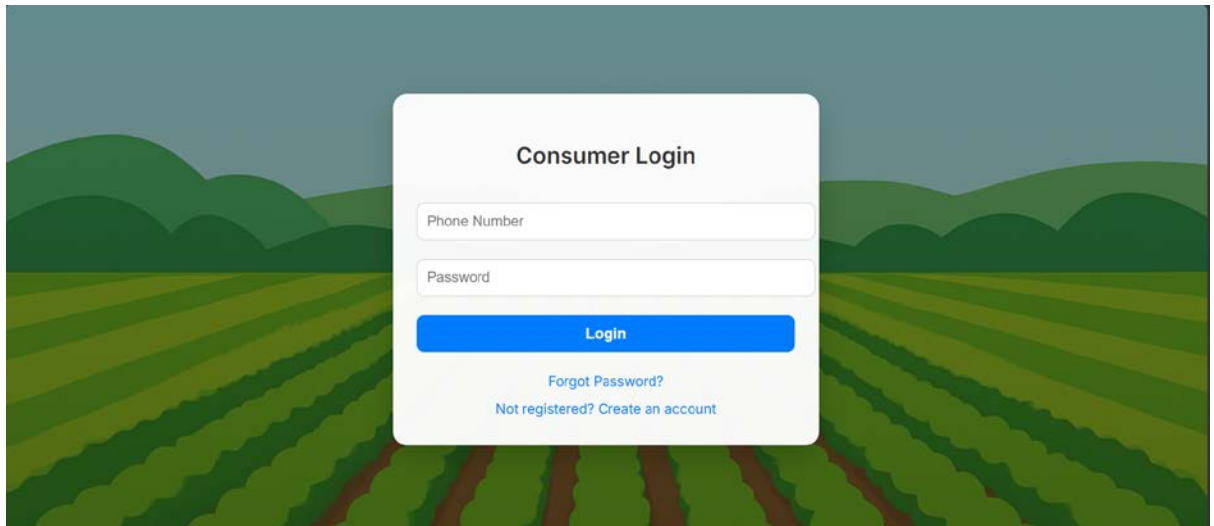 Consumer Login
Phone Number
Password
Login
Forgot Password?
Not registered? Create an account